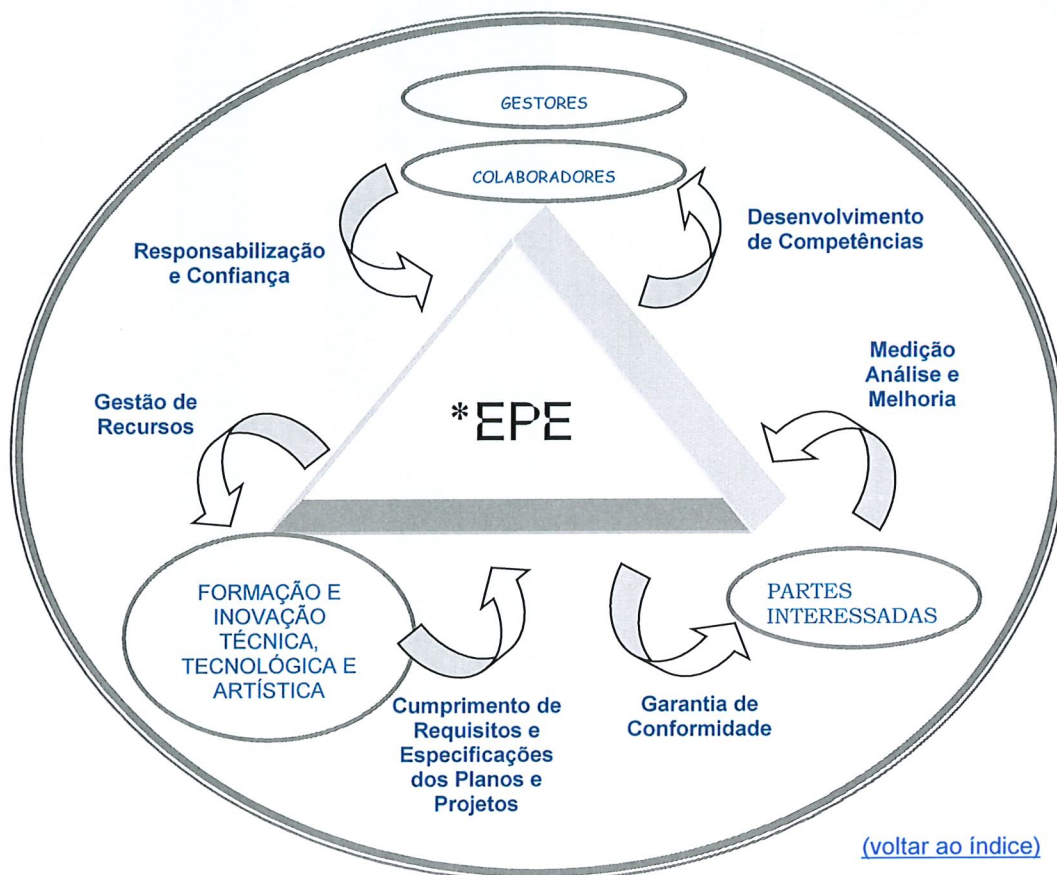 GESTORES
COLABORADORES
Responsabilização
e Confiança
Desenvolvimento
de Competências
Medição
Análise e
Melhoria
Gestão de
Recursos
*EPE
FORMAÇÃO E
INOVAÇÃO
TÉCNICA,
TECNOLÓGICA E
ARTÍSTICA
PARTES
INTERESSADAS
Cumprimento de
Requisitos e
Especificações
dos Planos e
Projetos
Garantia de
Conformidade
(voltar ao índice)